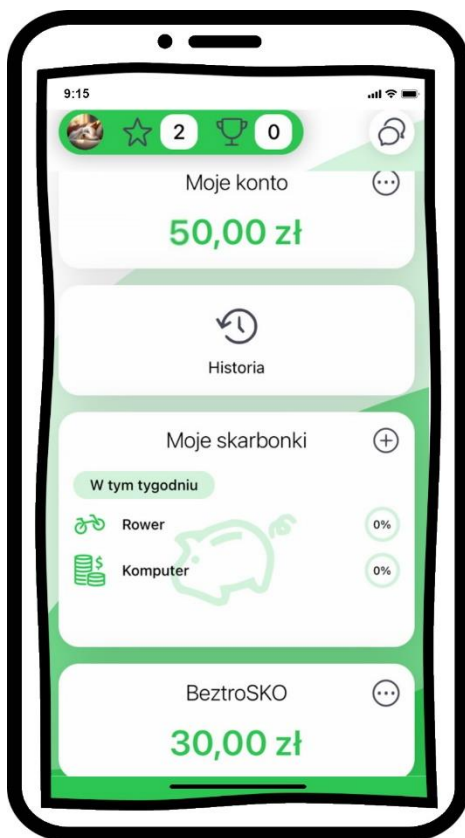 9:15
2 0
Moje konto
50,00 zł
Historia
Moje skarbonki
W tym tygodniu
Rower 0%
Komputer 0%
BeztroSKO
30,00 zł